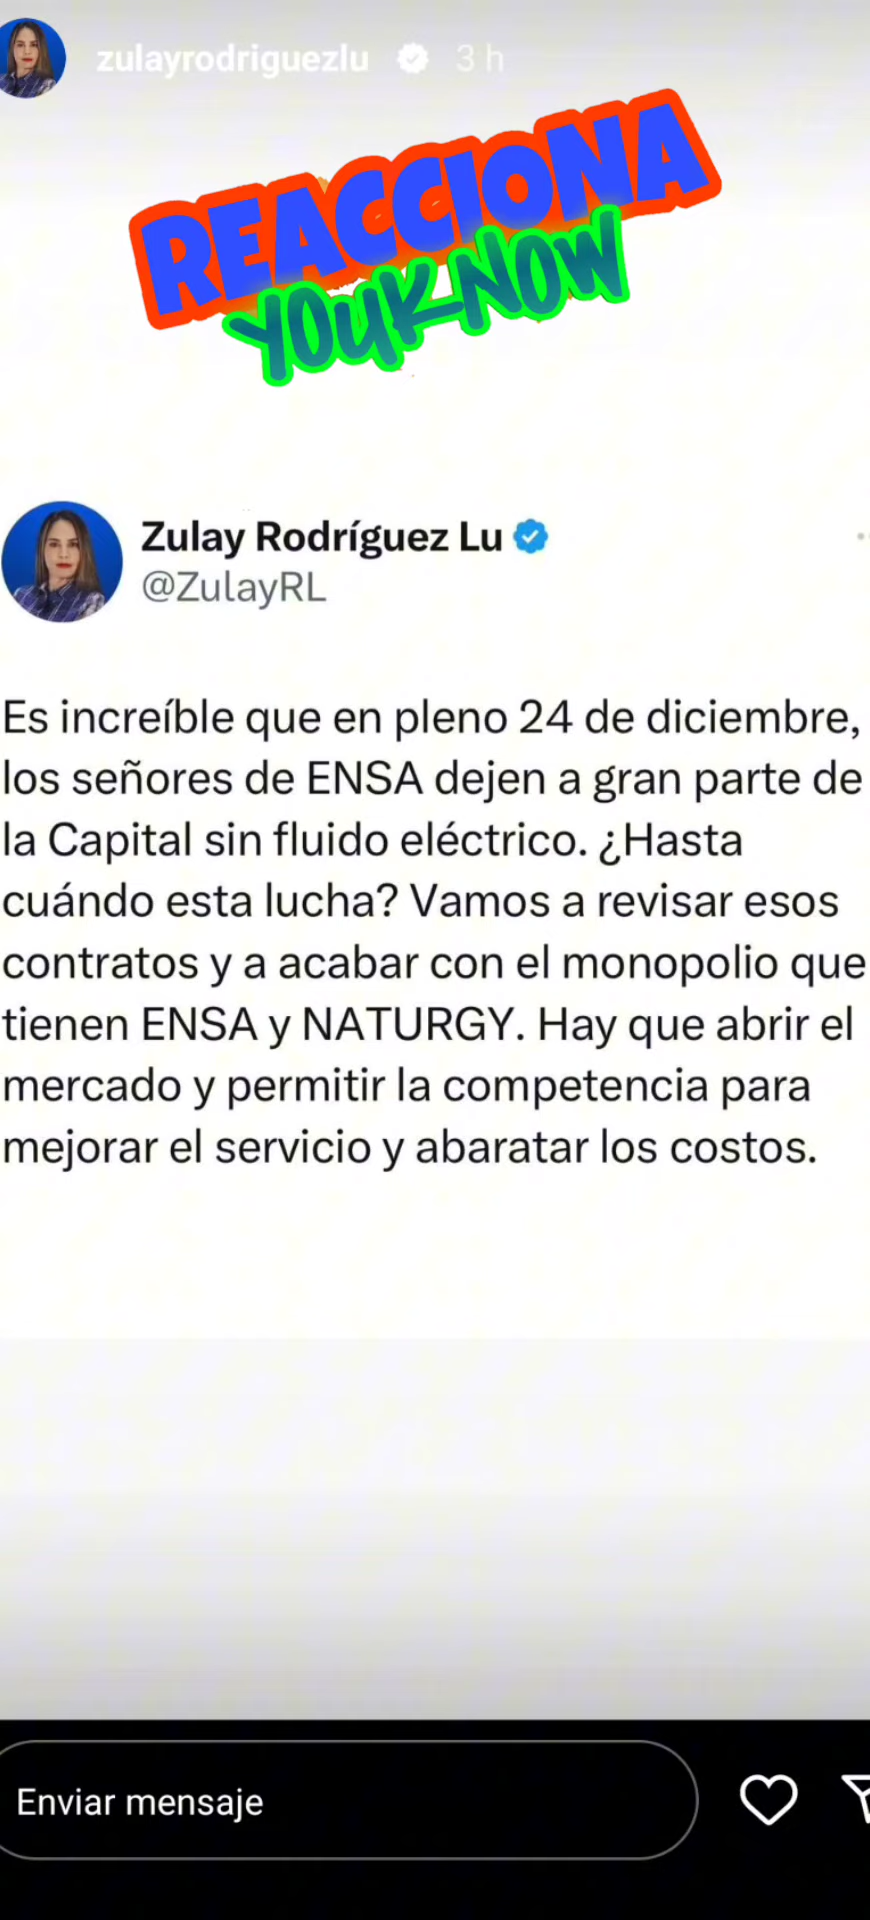 zulayrodriguezlu 3 h
REACCIONA
YOUKNOW
Zulay Rodríguez Lu
@ZulayRL
Es increíble que en pleno 24 de diciembre,
los señores de ENSA dejen a gran parte de
la Capital sin fluido eléctrico. ¿Hasta
cuándo esta lucha? Vamos a revisar esos
contratos y a acabar con el monopolio que
tienen ENSA y NATURGY. Hay que abrir el
mercado y permitir la competencia para
mejorar el servicio y abaratar los costos.
Enviar mensaje